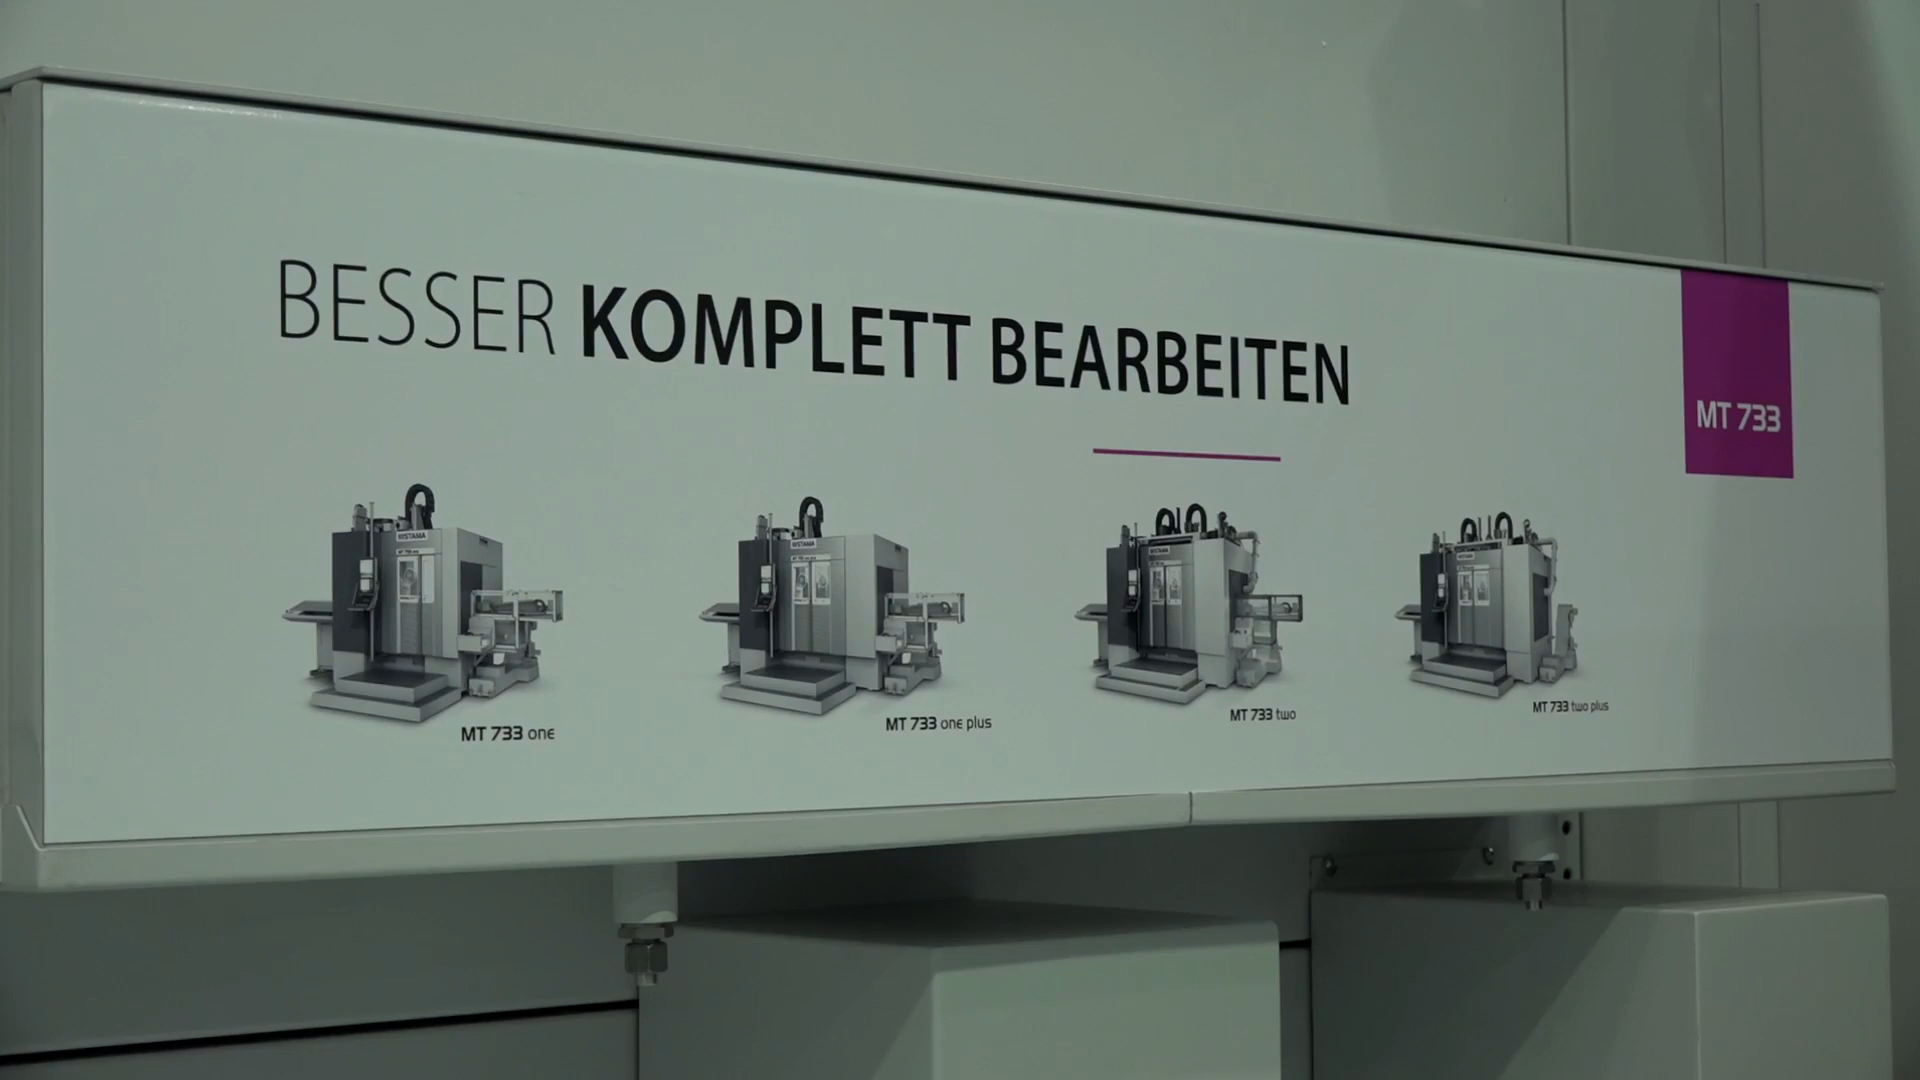 BESSER KOMPLETT BEARBEITEN
MT 733
MT 733 one
MT 733 one plus
MT 733 two
MT 733 two plus